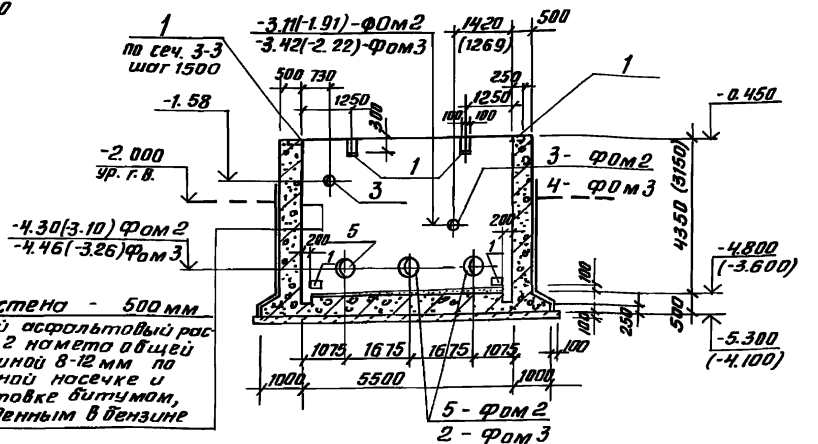 1
по сеч. 3-3
шаг 1500
-3.11(-1.91)-ФОм2
-3.42(-2.22)-Фом3
1420
(1269)
500
500
730
1250
300
250
1250
100
100
1
-0.450
-1.58
-2.000
ур. г. в.
1
3
3- Фом2
4- Фом3
4350 (3150)
-4.30(-3.10) Фом2
-4.46(-3.26)Фом3
5
200
200
1
1
-4.800
(-3.600)
100
100
250
500
100
-5.300
(-4.100)
стена - 500мм
й асфальтовый рас-
2 намета общей
иной 8-12 мм по
ной насечке и
товке битумом,
денным в бензине
1075
1675
1675
1075
1000
5500
1000
5 - Фом2
2 - Фом3